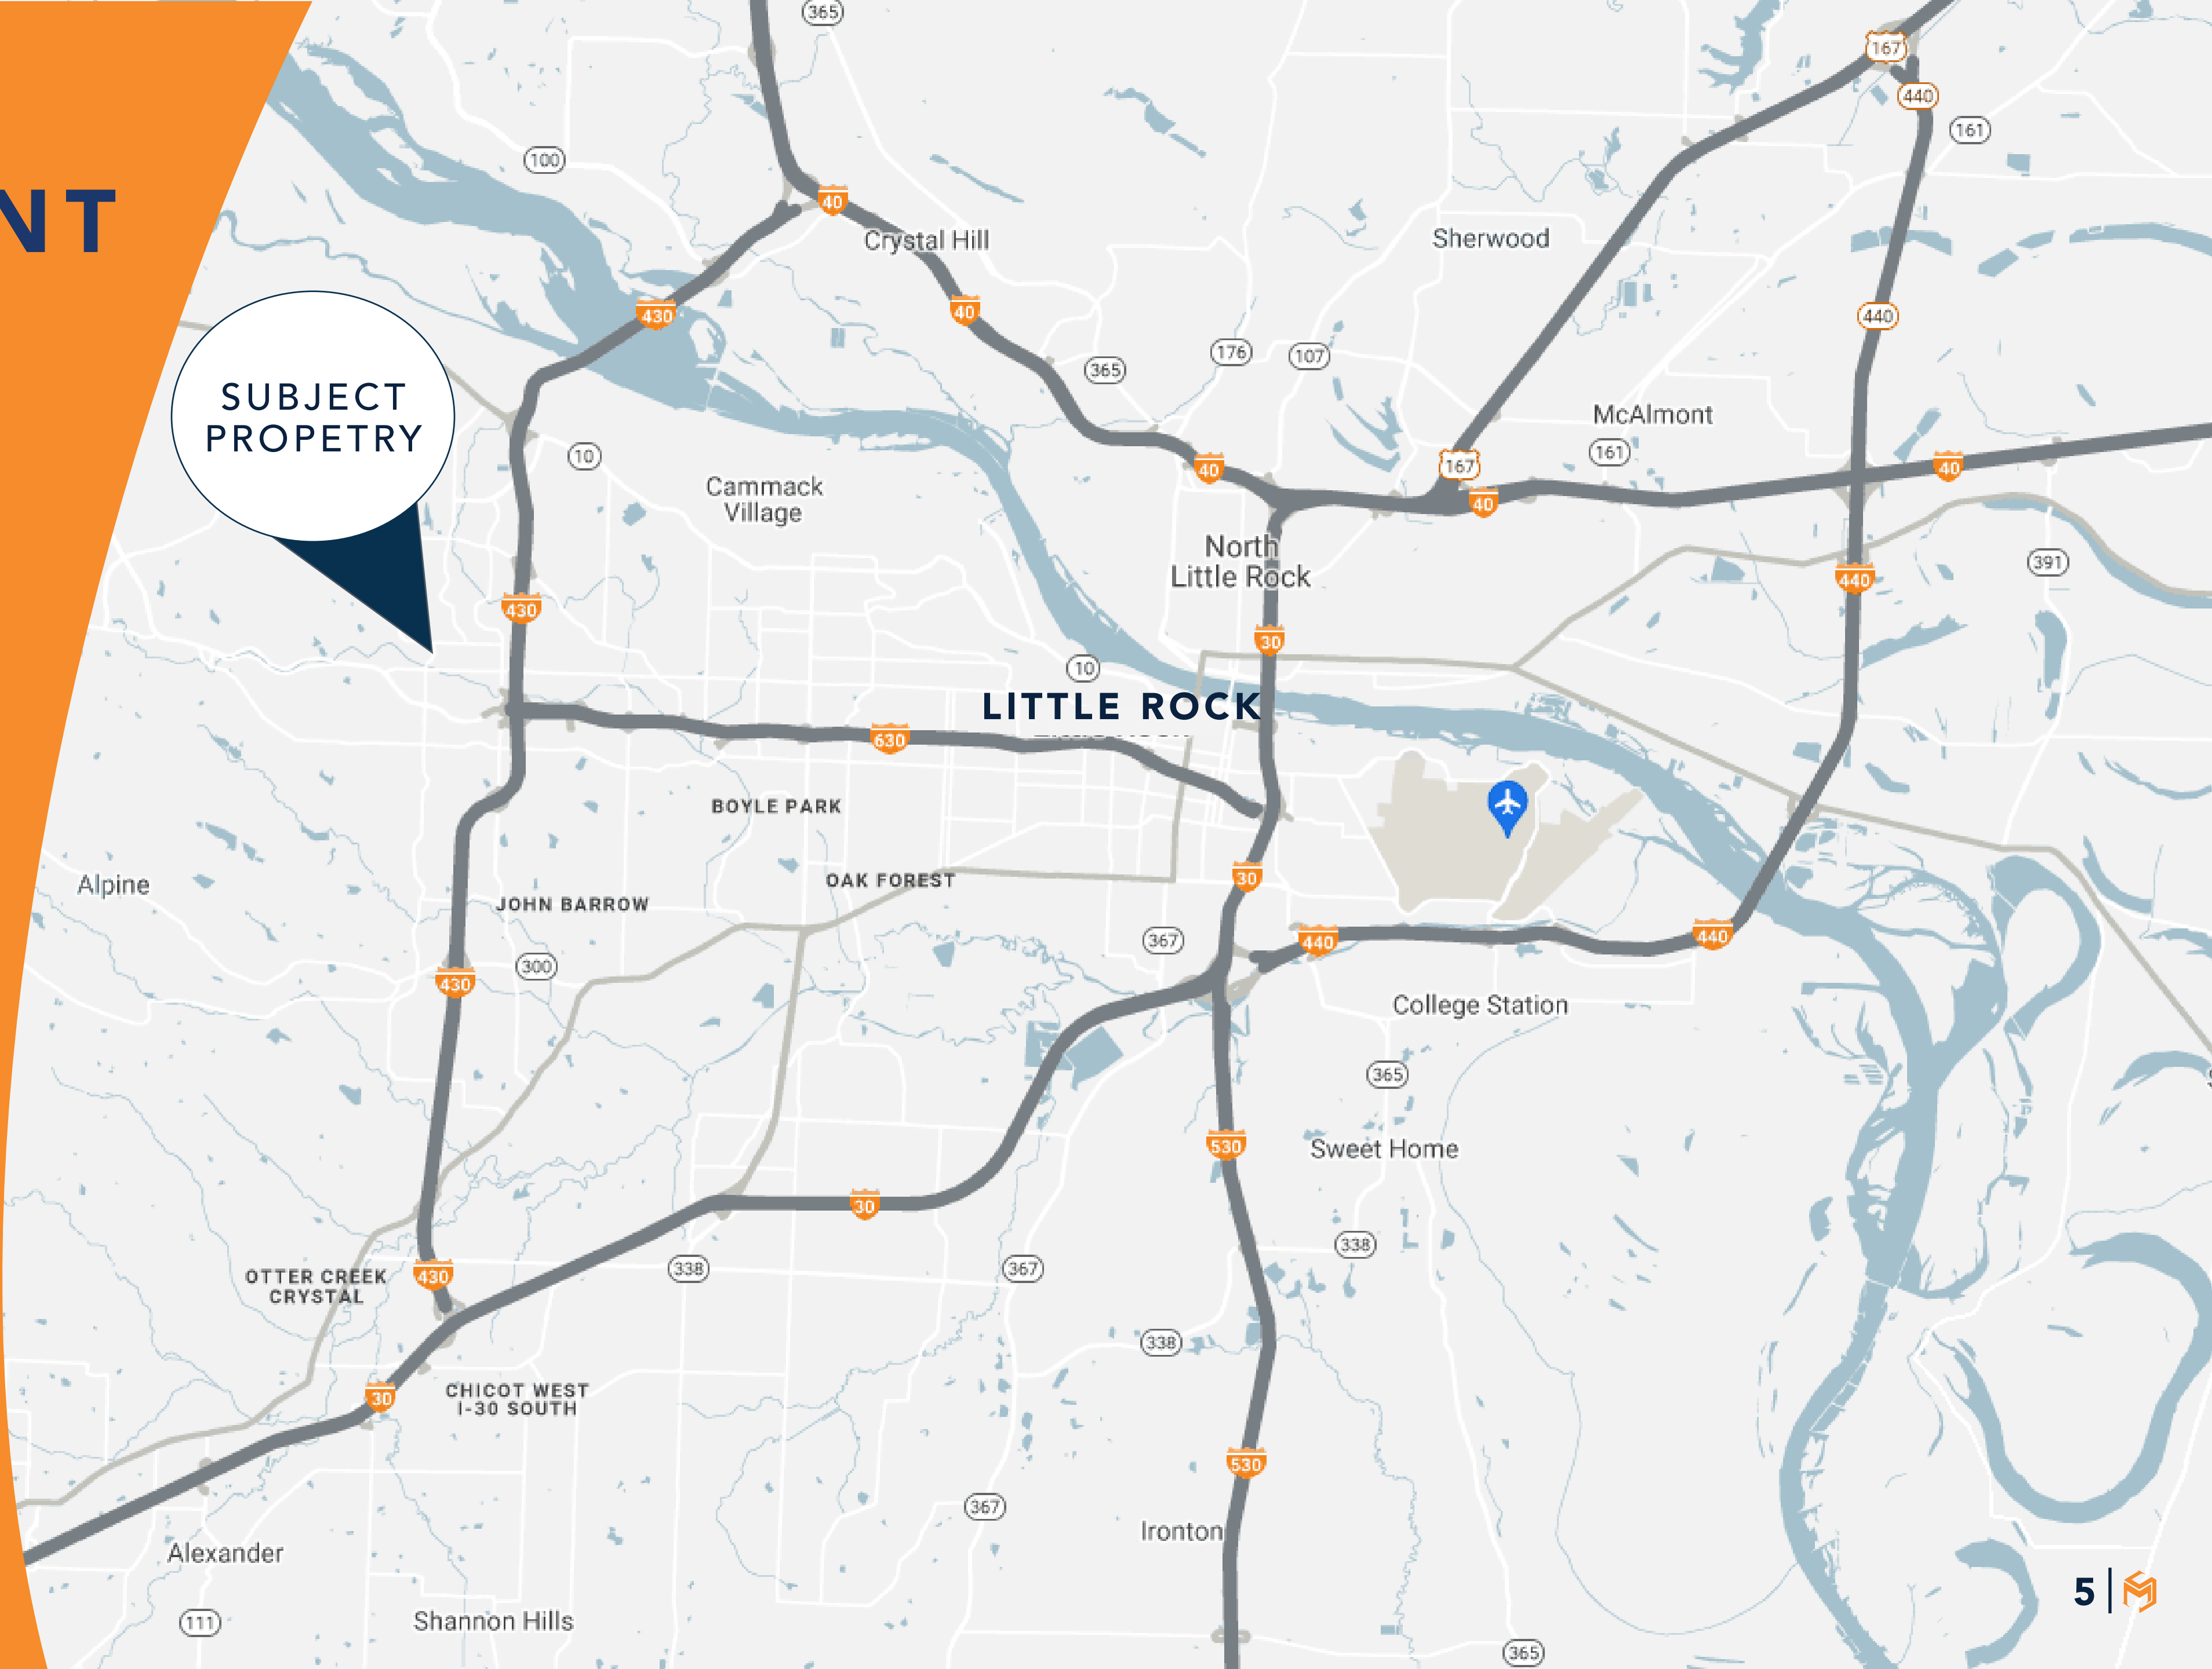 365
167
440
161
100
40
Crystal Hill
Sherwood
NT
430
40
440
176
107
365
SUBJECT
PROPETRY
McAlmont
10
161
167
40
40
40
Cammack
Village
North
Little Rock
391
440
430
30
10
LITTLE ROCK
630
BOYLE PARK
Alpine
OAK FOREST
30
JOHN BARROW
367
440
440
300
430
College Station
365
530
Sweet Home
30
338
338
367
OTTER CREEK
CRYSTAL
430
338
30
CHICOT WEST
I-30 SOUTH
530
367
Ironton
Alexander
5
111
Shannon Hills
365